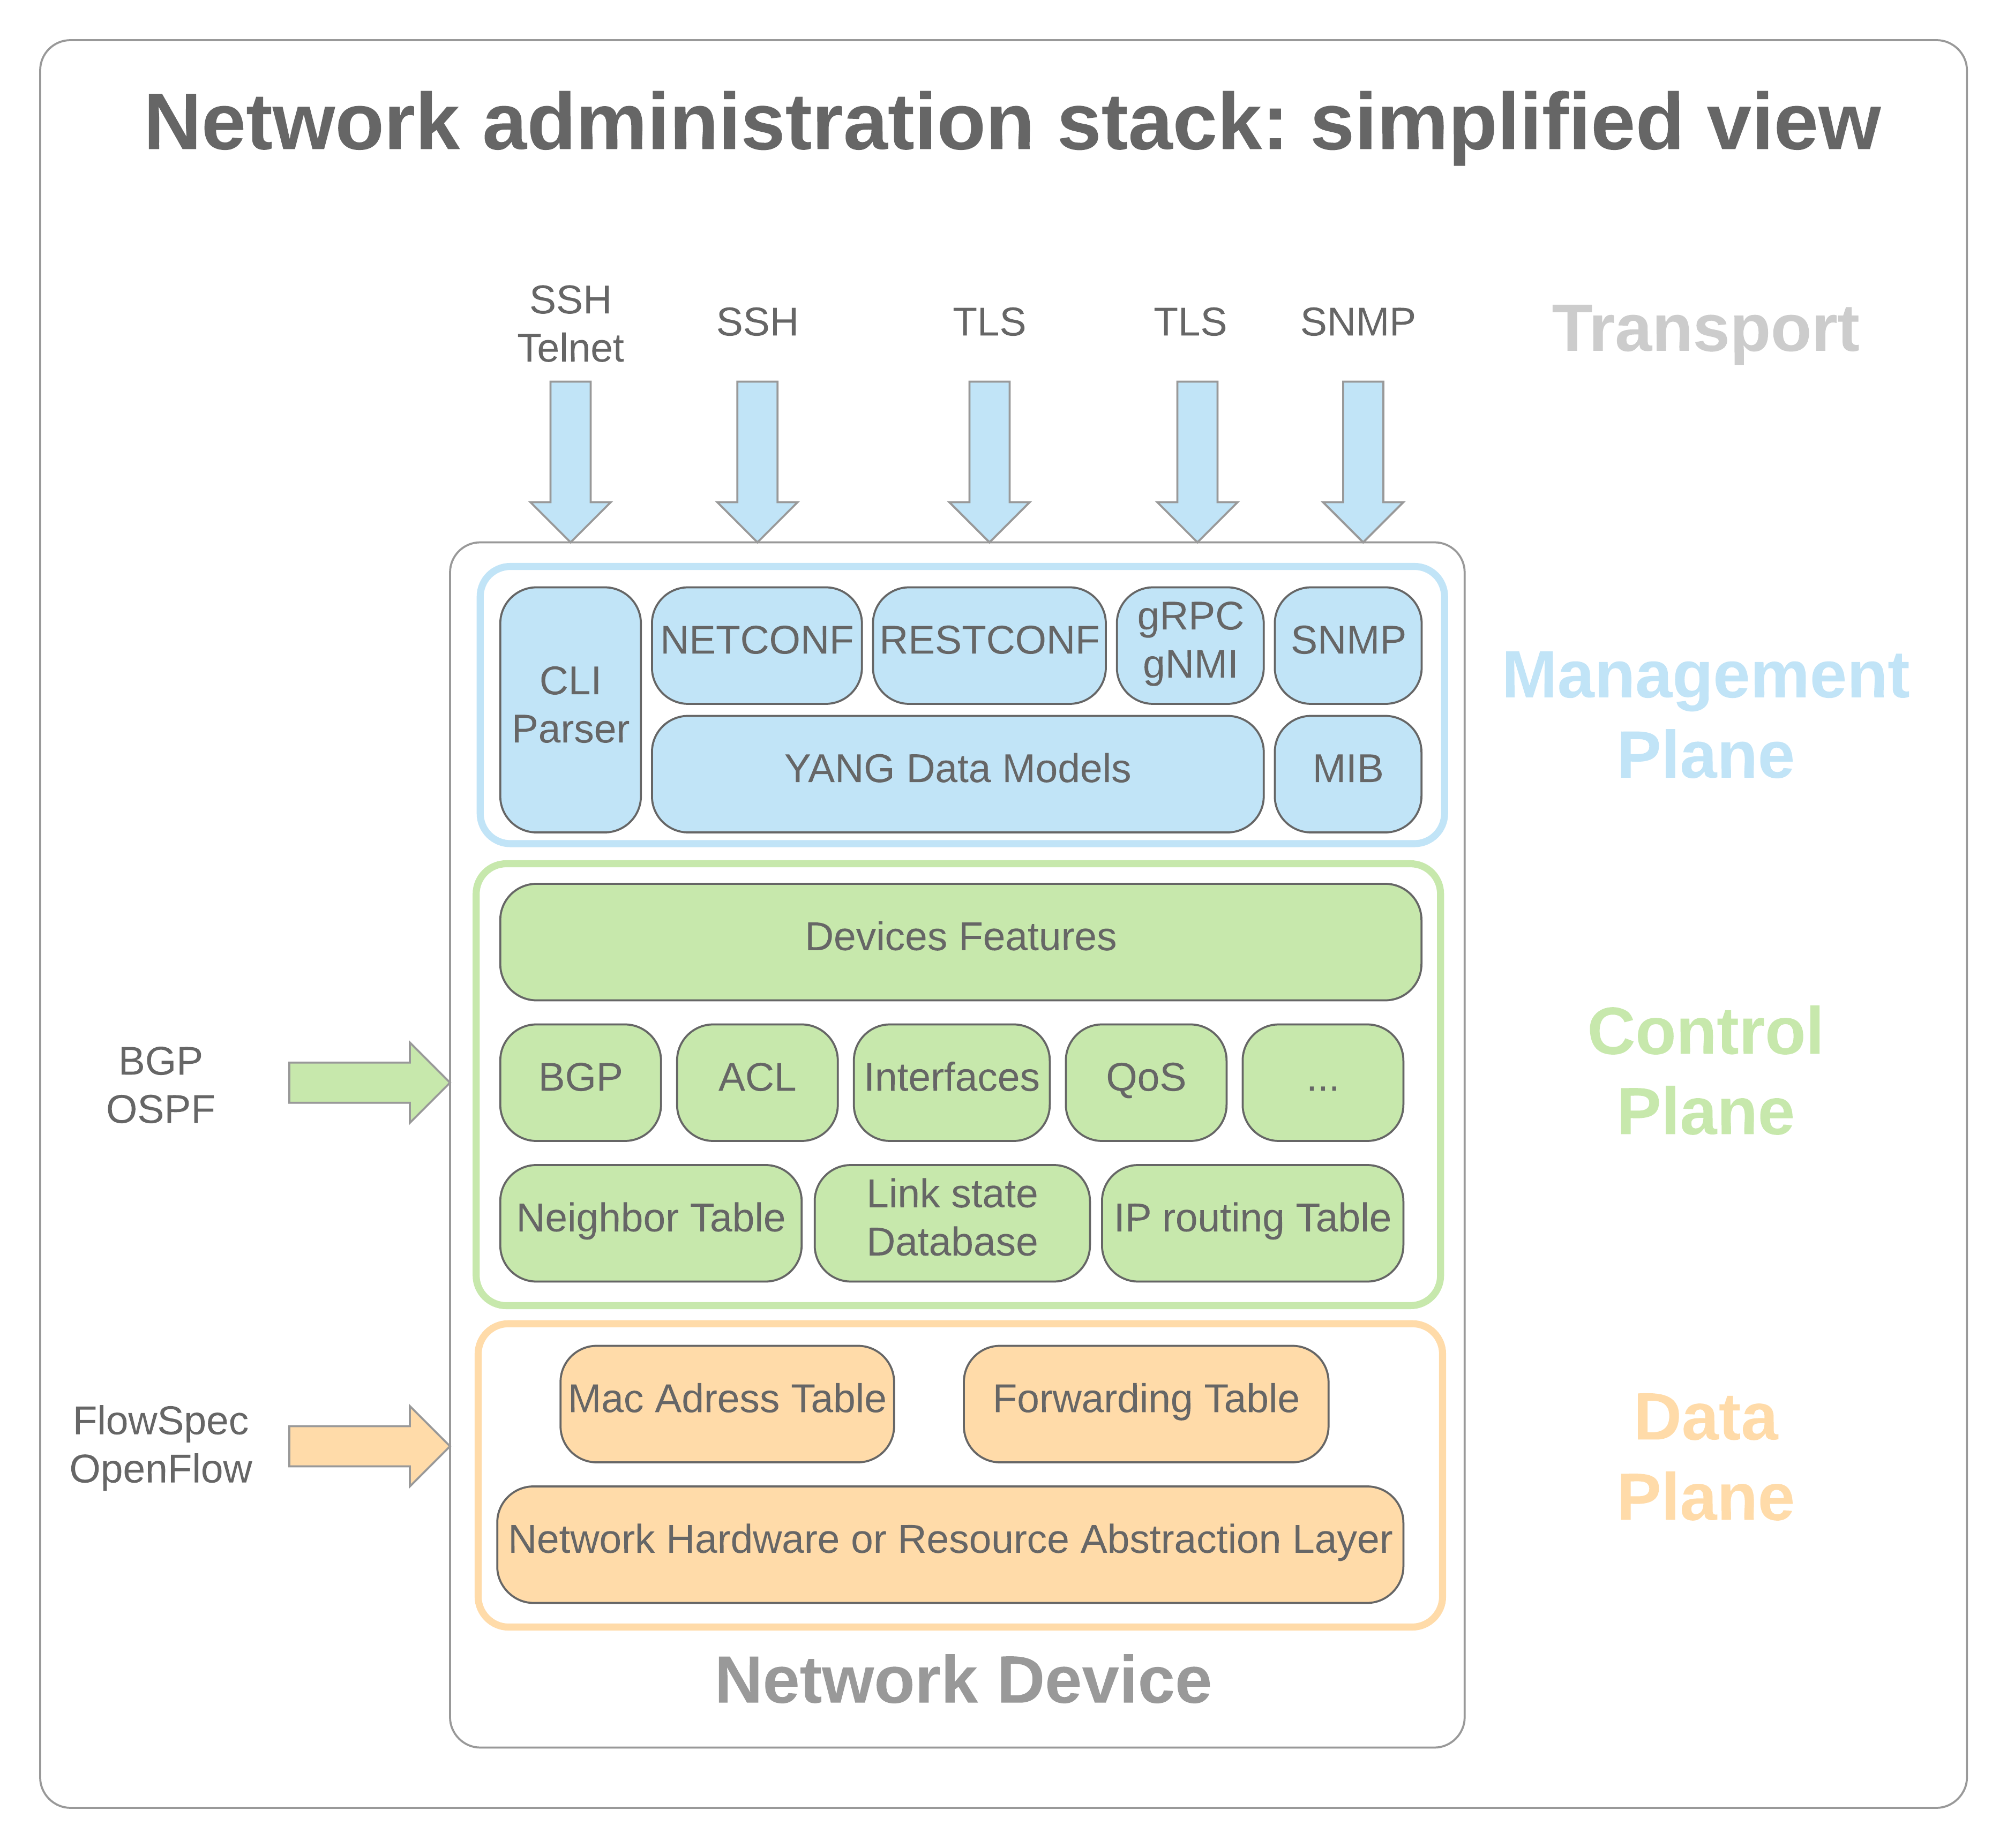 Network administration stack: simplified view
SSH
Telnet
SSH
TLS
TLS
SNMP
Transport
CLI
Parser
NETCONF
RESTCONF
gRPC
gNMI
SNMP
YANG Data Models
MIB
Management
Plane
Devices Features
BGP
OSPF
BGP
ACL
Interfaces
QoS
...
Neighbor Table
Link state
Database
IP routing Table
Control
Plane
FlowSpec
OpenFlow
Mac Adress Table
Forwarding Table
Network Hardware or Resource Abstraction Layer
Data
Plane
Network Device